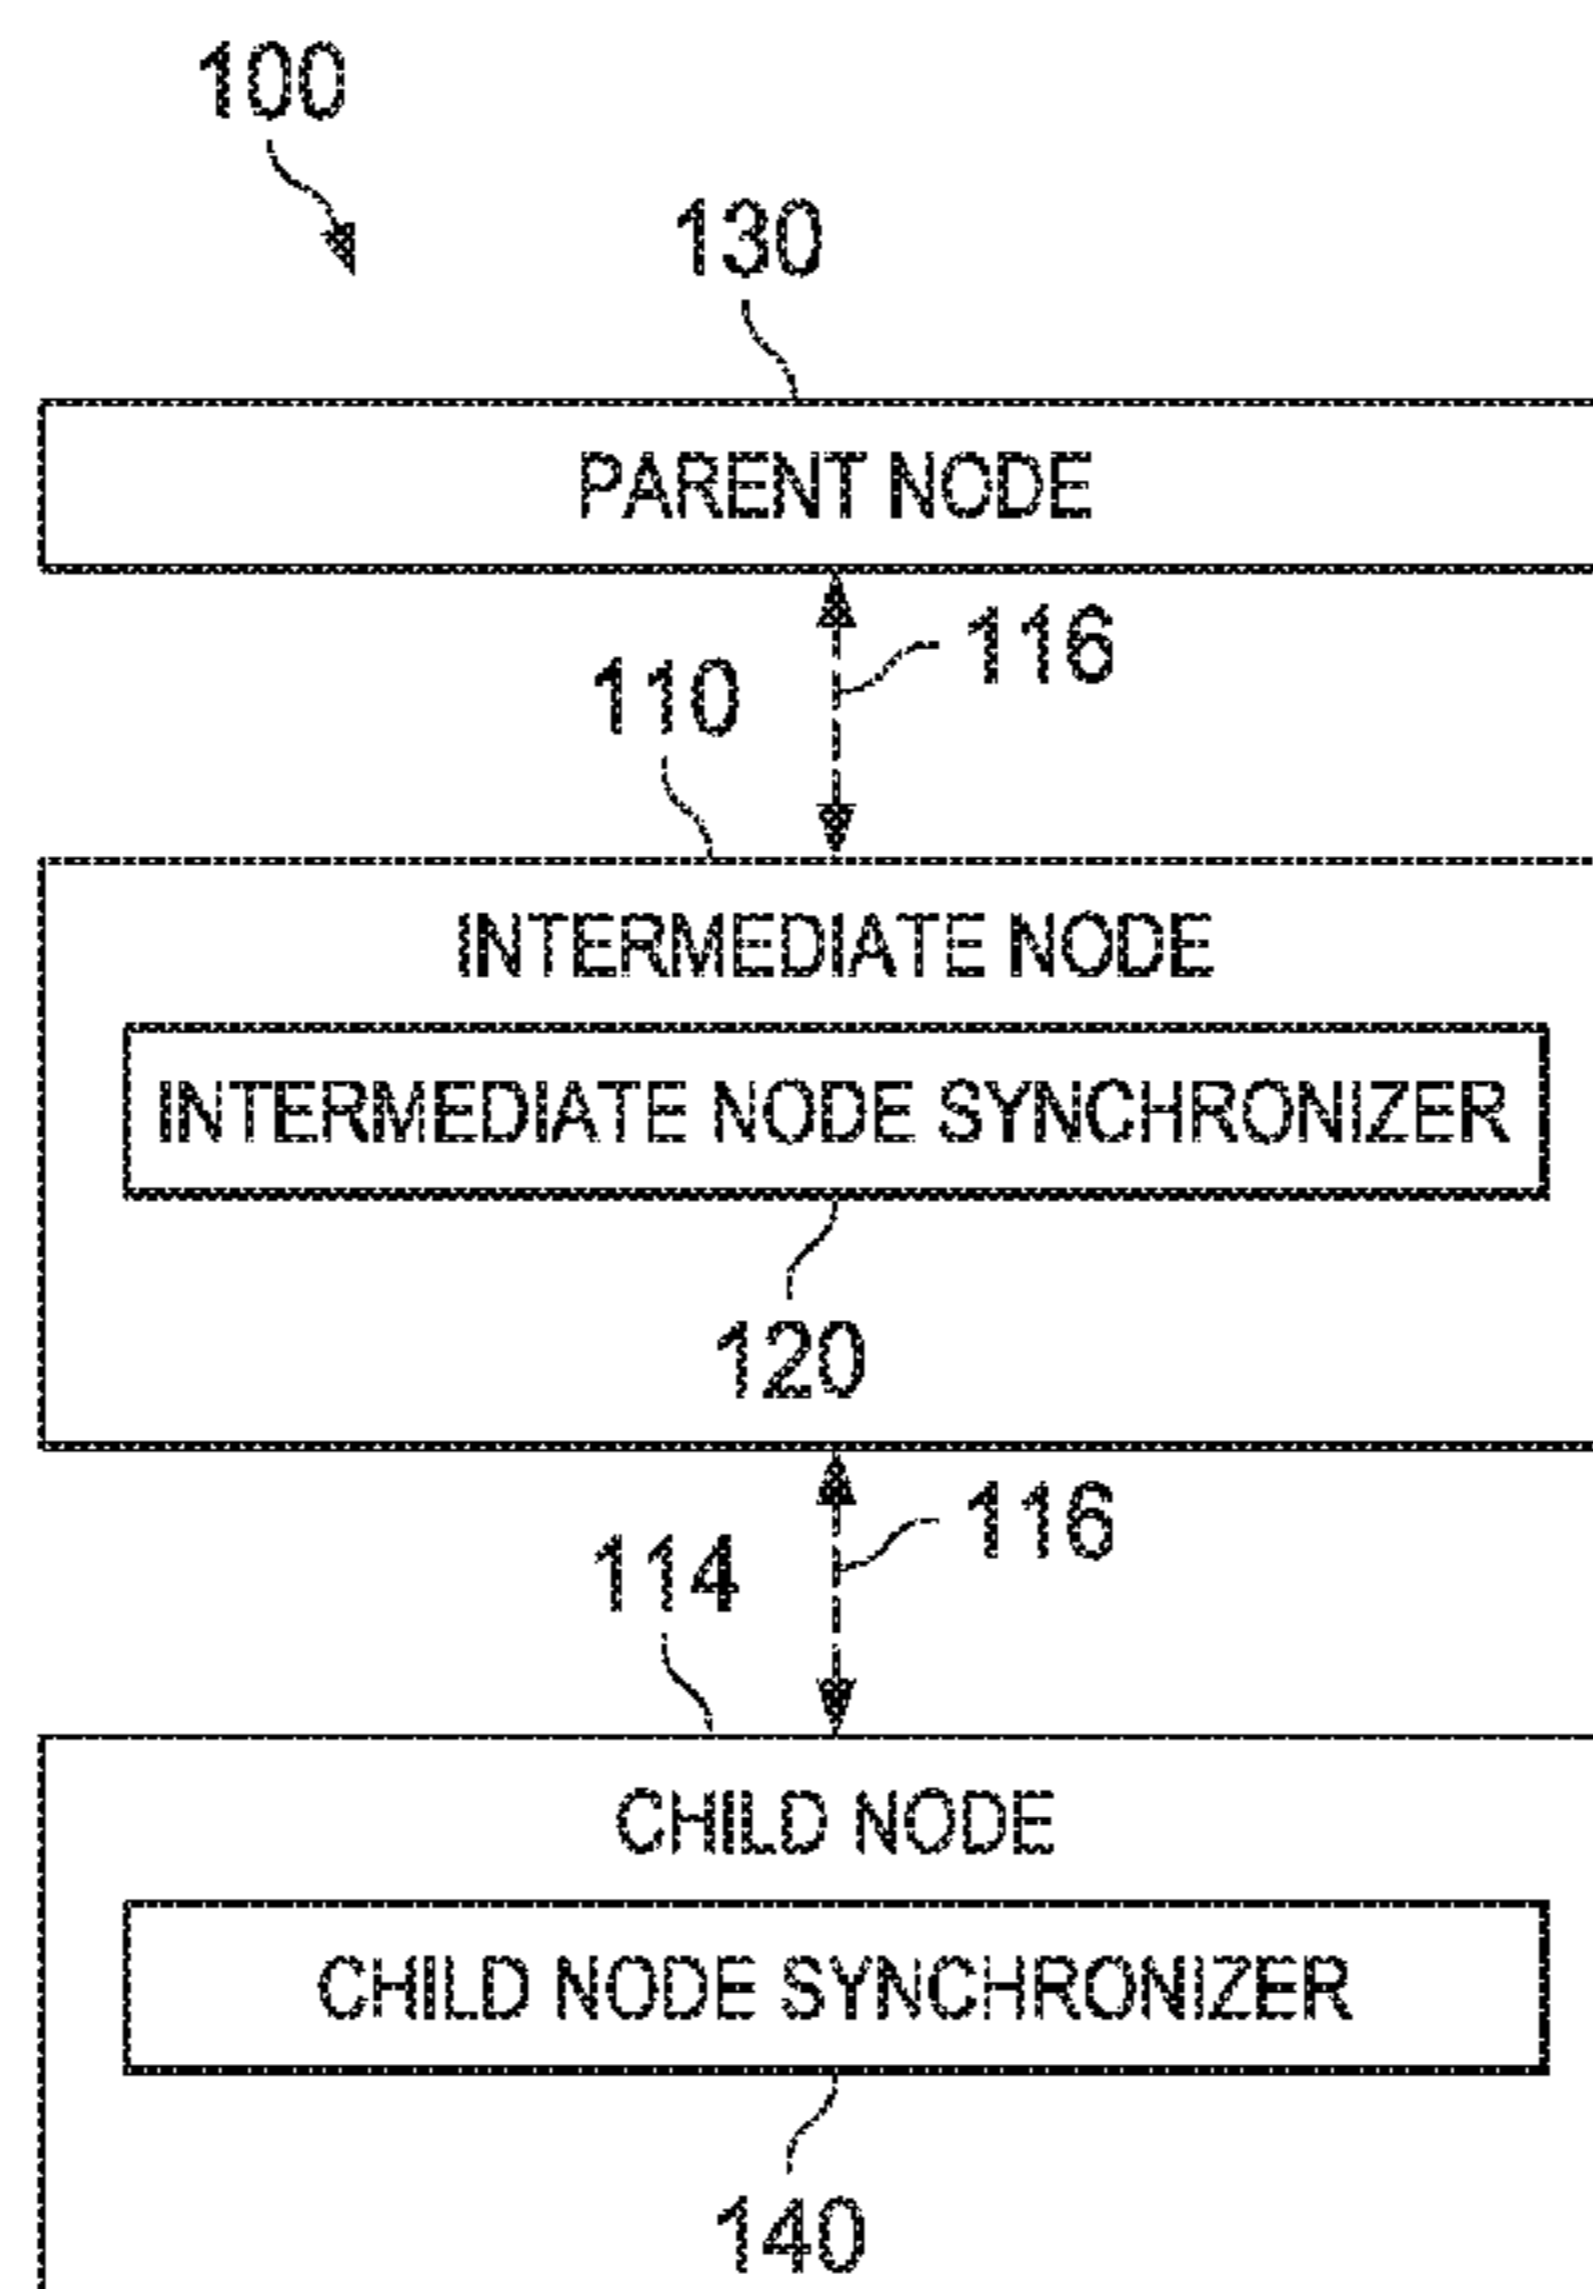 100
130
PARENT NODE
116
110
INTERMEDIATE NODE
INTERMEDIATE NODE SYNCHRONIZER
120
116
114
CHILD NODE
CHILD NODE SYNCHRONIZER
140